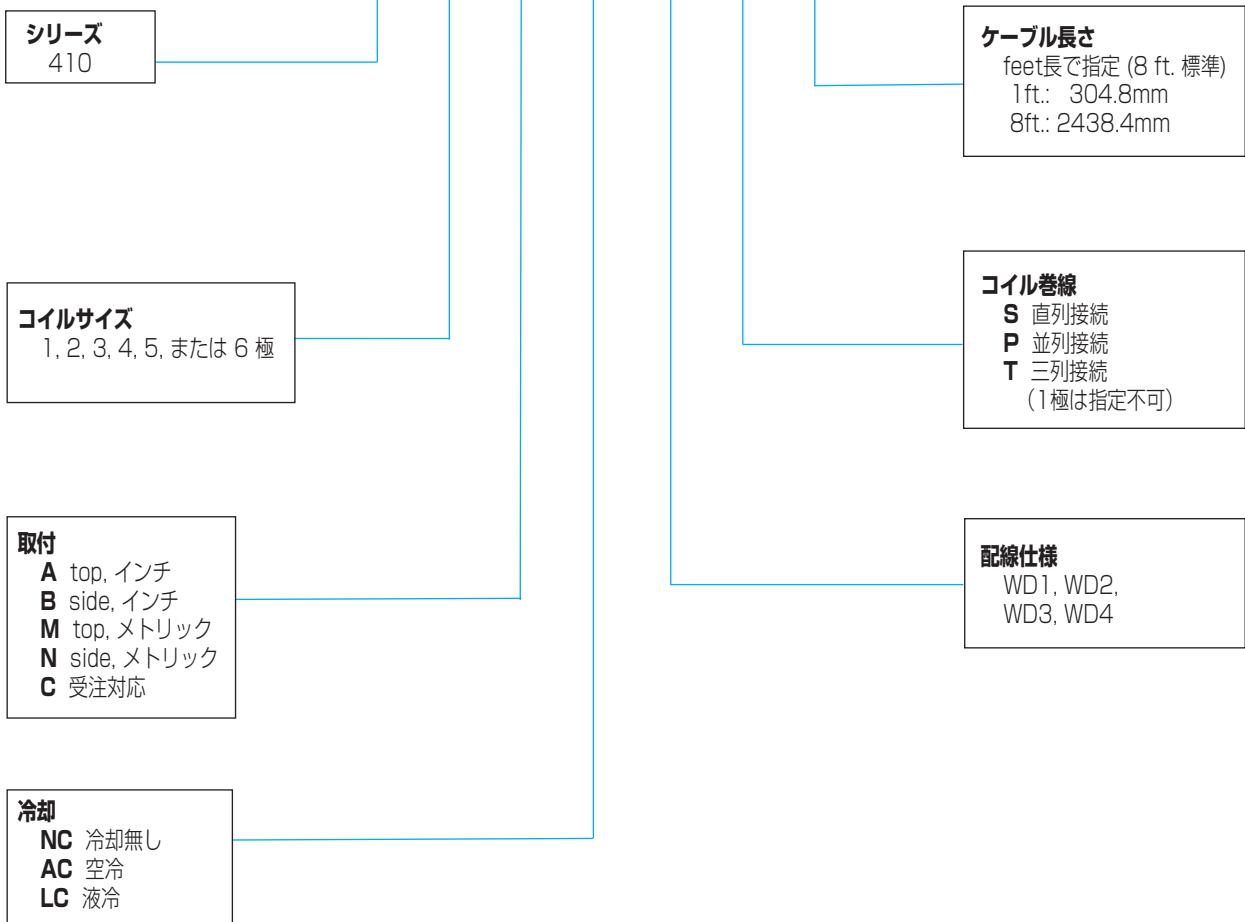 シリーズ
410
コイルサイズ
1, 2, 3, 4, 5, または 6 極
取付
A top, インチ
B side, インチ
M top, メトリック
N side, メトリック
C 受注対応
冷却
NC 冷却無し
AC 空冷
LC 液冷
ケーブル長さ
feet長で指定 (8 ft. 標準)
1ft.: 304.8mm
8ft.: 2438.4mm
コイル巻線
S 直列接続
P 並列接続
T 三列接続
(1極は指定不可)
配線仕様
WD1, WD2,
WD3, WD4